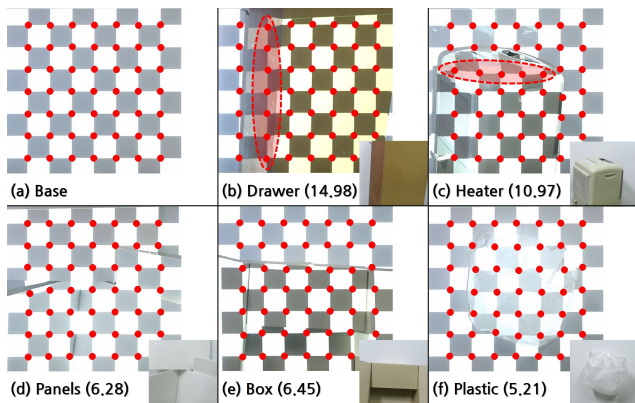 (a) Base
(b) Drawer (14.98)
(c) Heater (10.97)
(d) Panels (6.28)
(e) Box (6.45)
(f) Plastic (5.21)